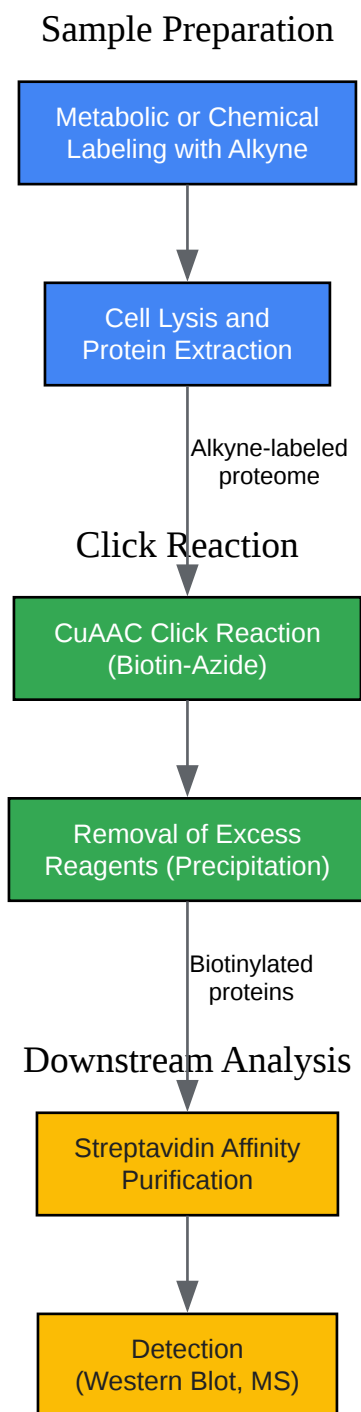 Sample Preparation
Metabolic or Chemical
Labeling with Alkyne
Cell Lysis and
Protein Extraction
Alkyne-labeled
proteome
Click Reaction
CuAAC Click Reaction
(Biotin-Azide)
Removal of Excess
Reagents (Precipitation)
Biotinylated
proteins
Downstream Analysis
Streptavidin Affinity
Purification
Detection
(Western Blot, MS)